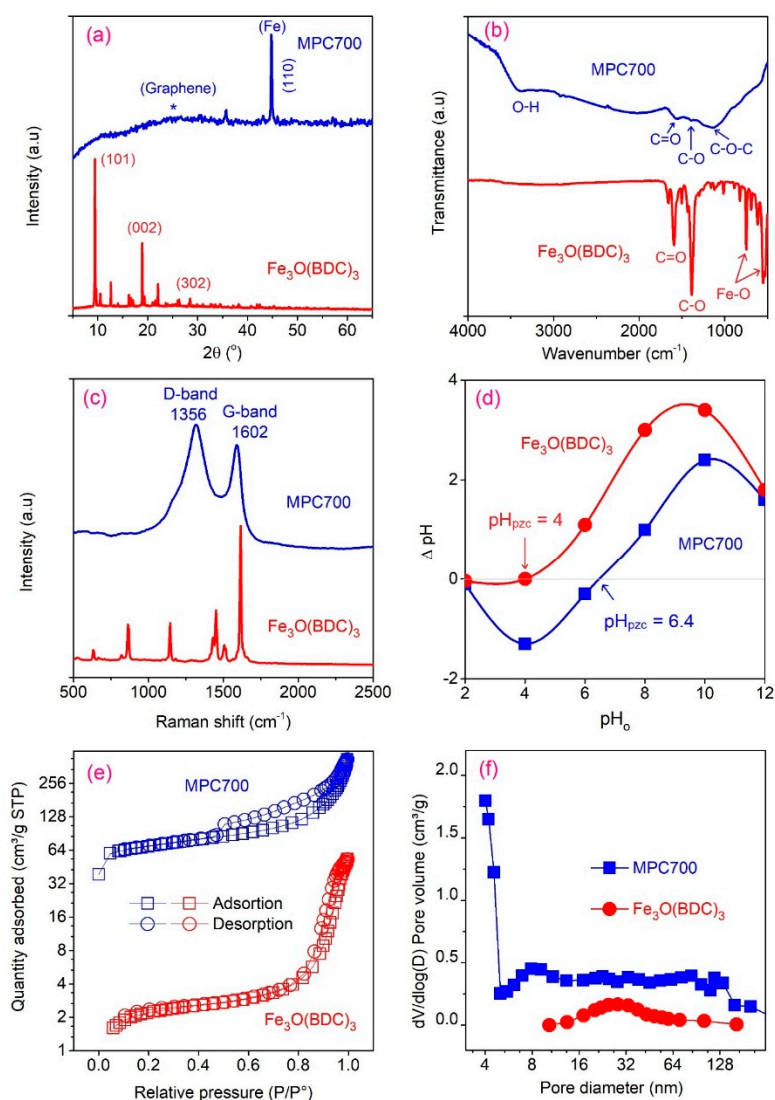 (a)
(Fe)
MPC700
(Graphene)
*
(110)
(101)
(002)
(302)
Fe₃O(BDC)₃
Intensity (a.u)
10 20 30 40 50 60
2θ (°)
(b)
MPC700
O-H
C=O
C-O
C-O-C
Fe₃O(BDC)₃
C=O
C-O
Fe-O
Transmittance (a.u)
4000 3000 2000 1000
Wavenumber (cm⁻¹)
(c)
D-band
1356
G-band
1602
MPC700
Fe₃O(BDC)₃
Intensity (a.u)
500 1000 1500 2000 2500
Raman shift (cm⁻¹)
(d)
Fe₃O(BDC)₃
pHpzc = 4
MPC700
pHpzc = 6.4
Δ pH
4
2
0
-2
2 4 6 8 10 12
pHo
(e)
MPC700
Adsortion
Desorption
Fe₃O(BDC)₃
Quantity adsorbed (cm³/g STP)
256
128
64
32
16
8
4
2
1
0.0 0.2 0.4 0.6 0.8 1.0
Relative pressure (P/P°)
(f)
MPC700
Fe₃O(BDC)₃
dV/dlog(D) Pore volume (cm³/g)
2.0
1.5
1.0
0.5
0.0
4 8 16 32 64 128
Pore diameter (nm)